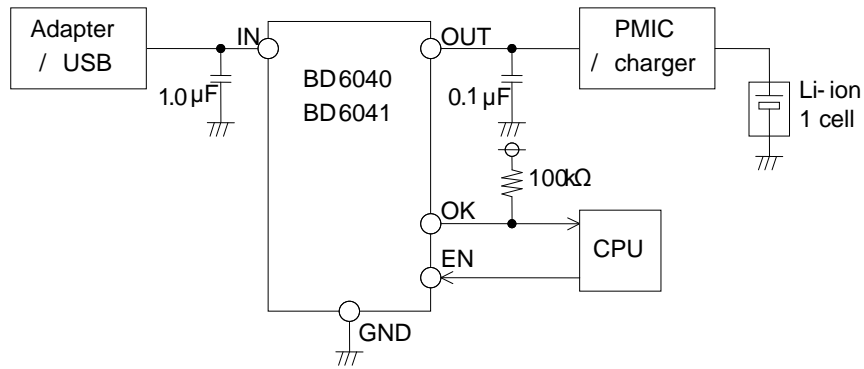 Adapter
/ USB
IN
1.0µF
BD6040
BD6041
OUT
0.1µF
PMIC
/ charger
Li-ion
1 cell
100kΩ
OK
EN
CPU
GND